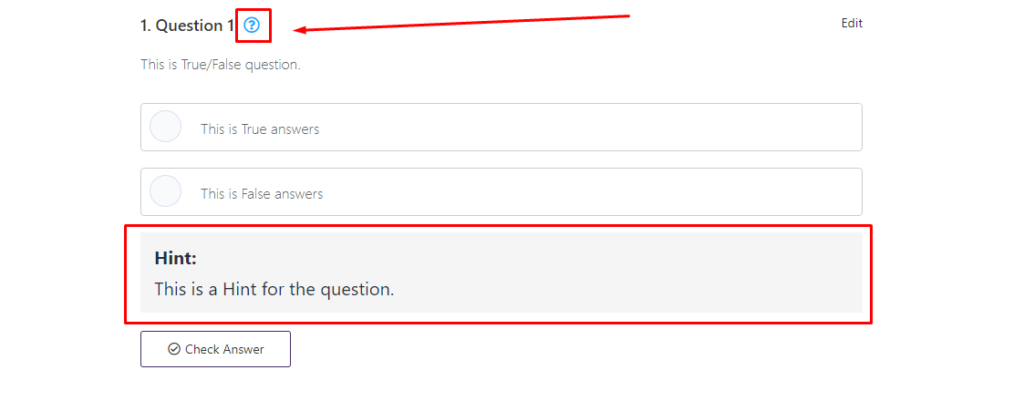 1. Question 1 ?
Edit
This is True/False question.
This is True answers
This is False answers
Hint:
This is a Hint for the question.
Check Answer